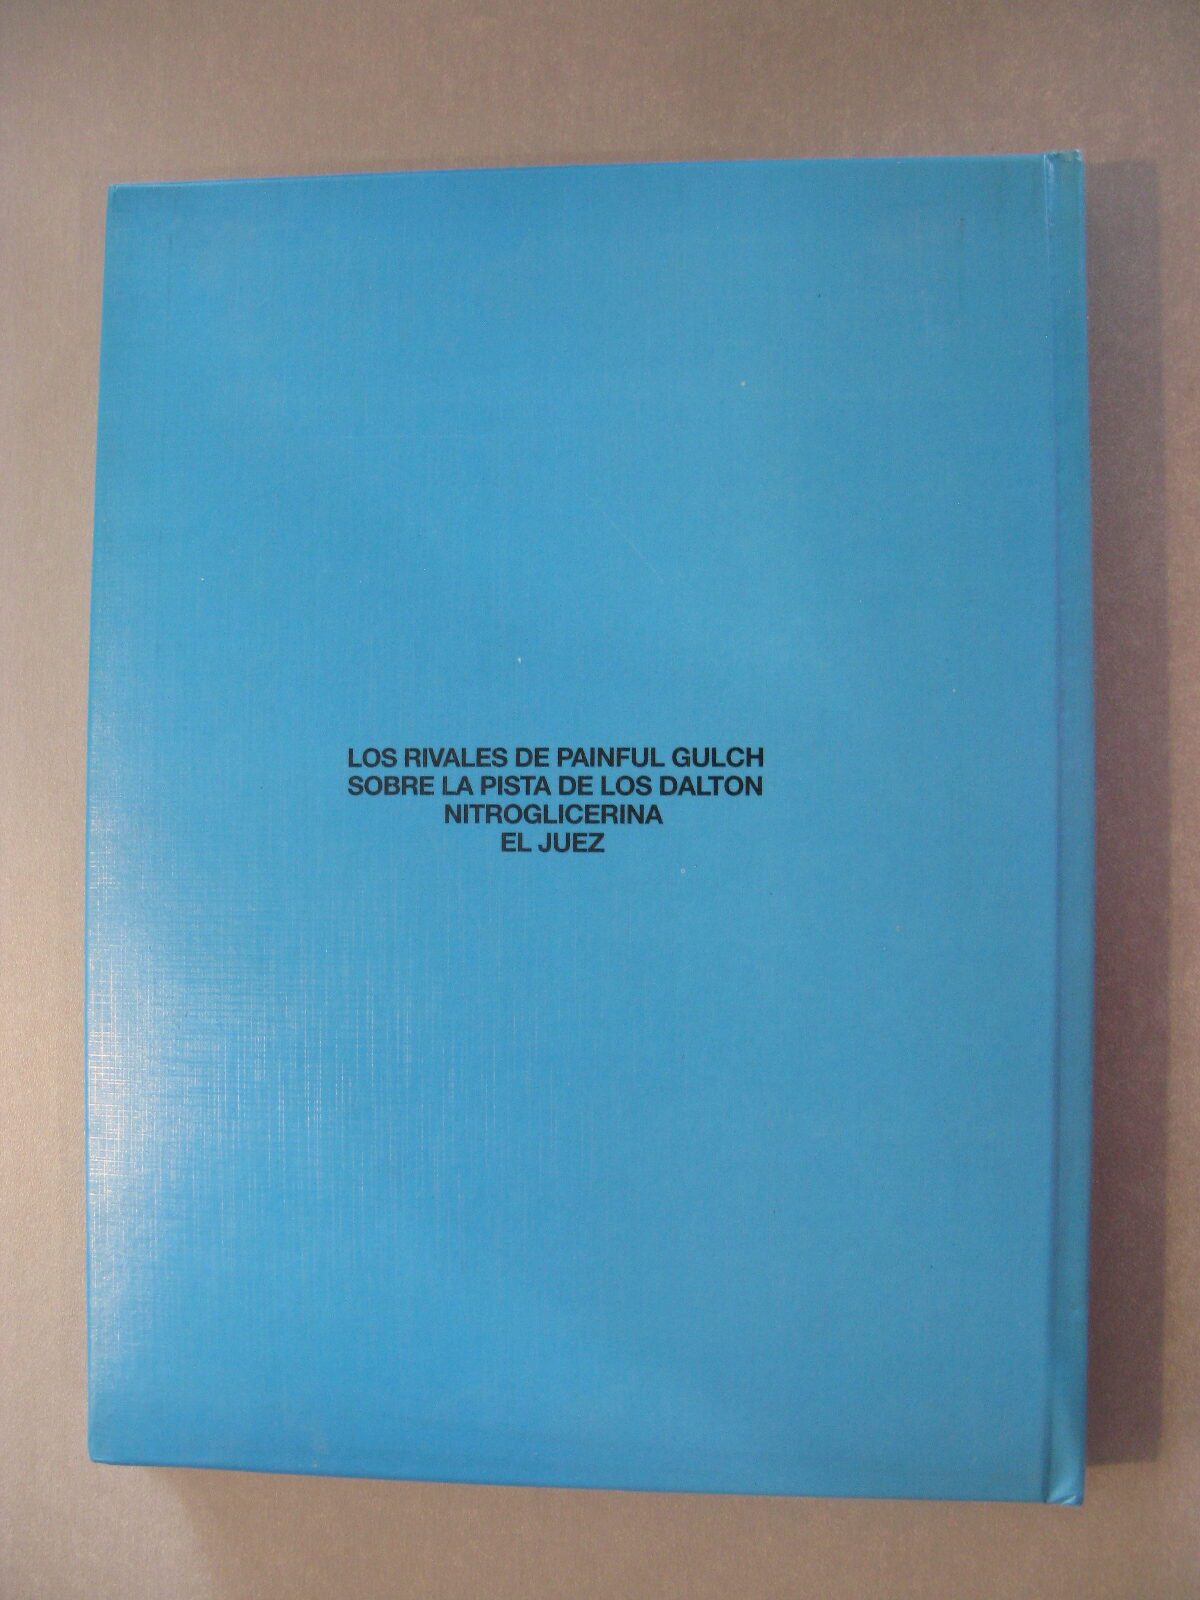 LOS RIVALES DE PAINFUL GULCH
SOBRE LA PISTA DE LOS DALTON
NITROGLICERINA
EL JUEZ